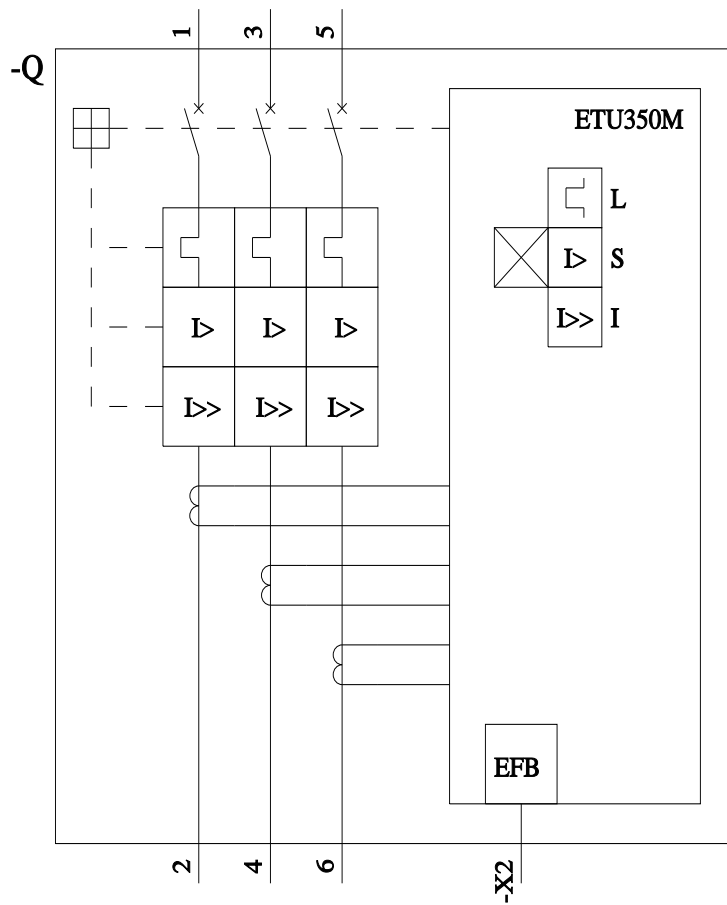 1 3 5
-Q
ETU350M
L
I> S
I>> I
I> I> I>
I>> I>> I>>
EFB
2 4 6 -X2